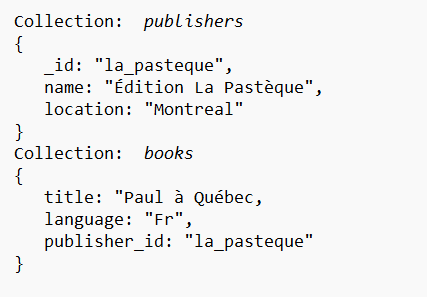 Collection:  publishers
{
   _id: "la_pasteque",
   name: "Édition La Pastèque",
   location: "Montreal"
}
Collection:  books
{
   title: "Paul à Québec,
   language: "Fr",
   publisher_id: "la_pasteque"
}